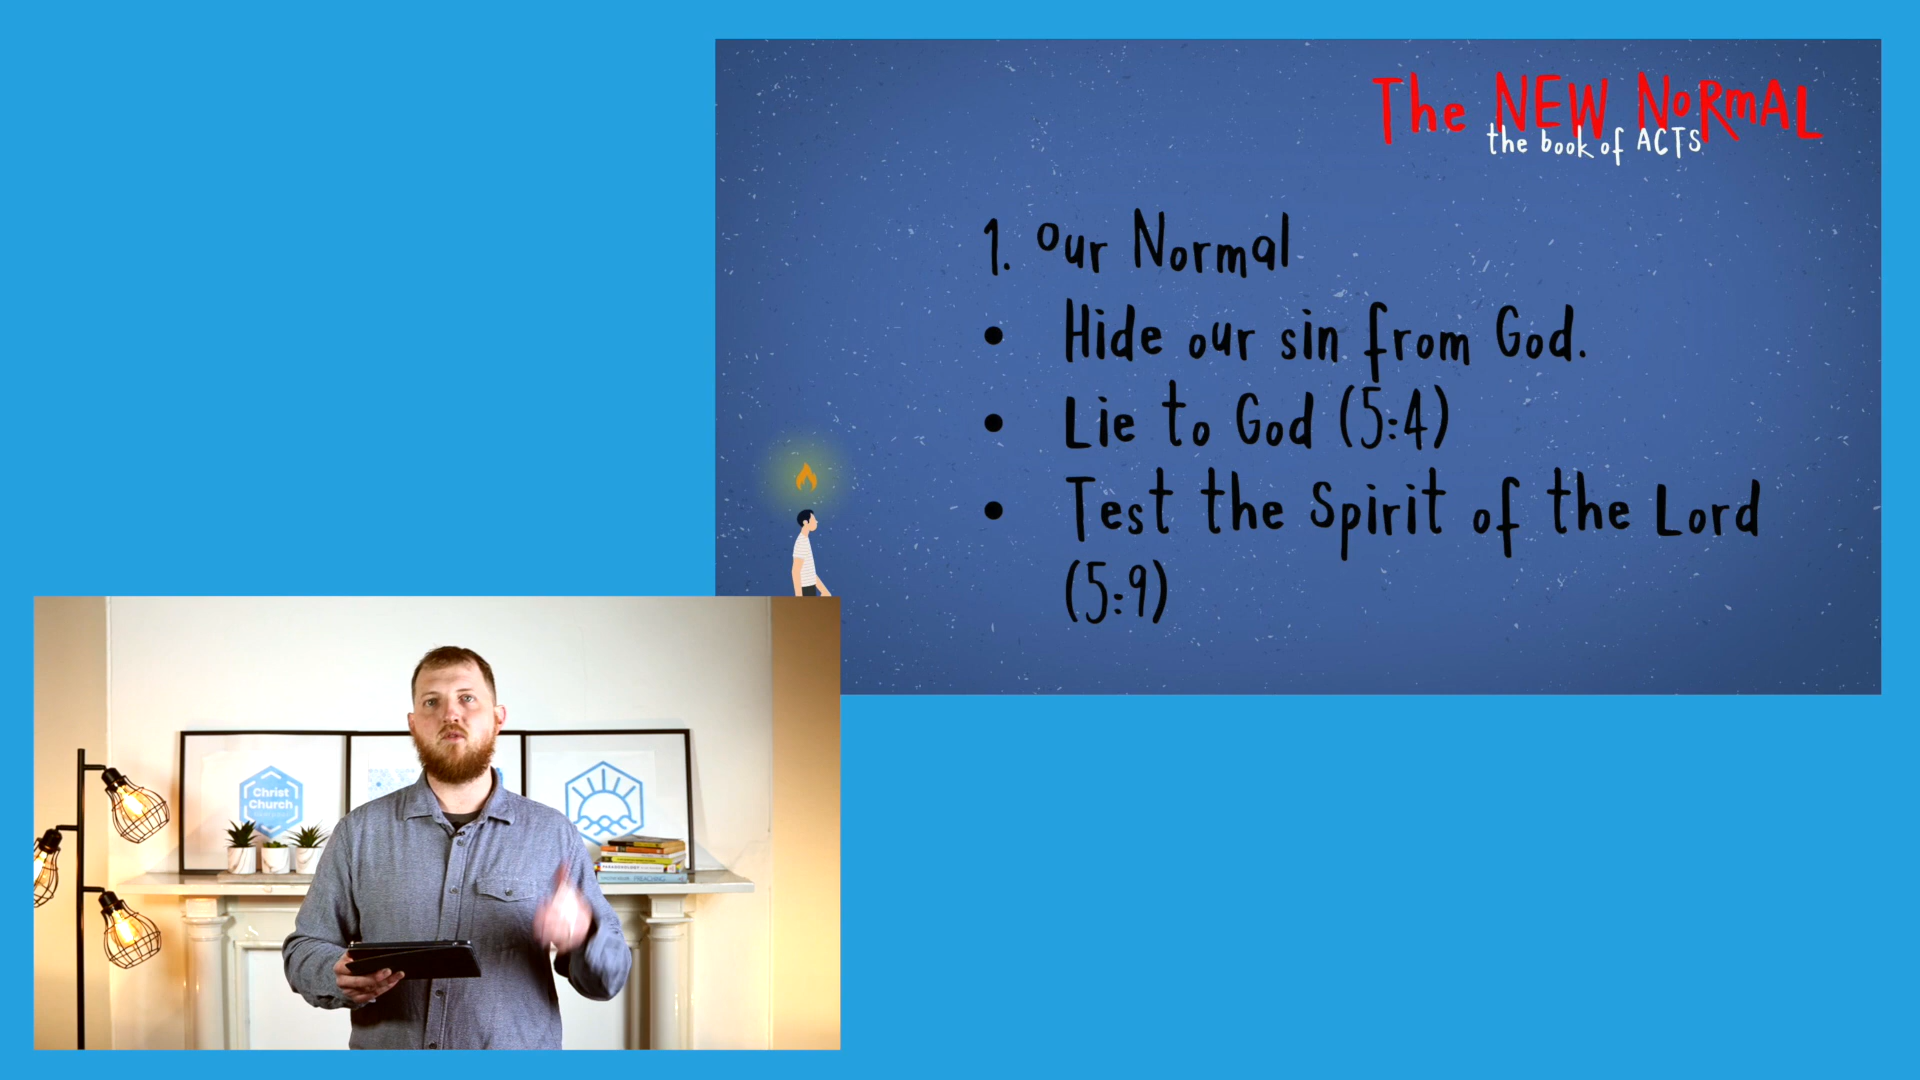 The NEW NoRmAL
the book of ACTS
1. Our Normal
• Hide our sin from God.
• Lie to God (5:4)
• Test the Spirit of the Lord
(5:9)
Christ
Church
PREACHING